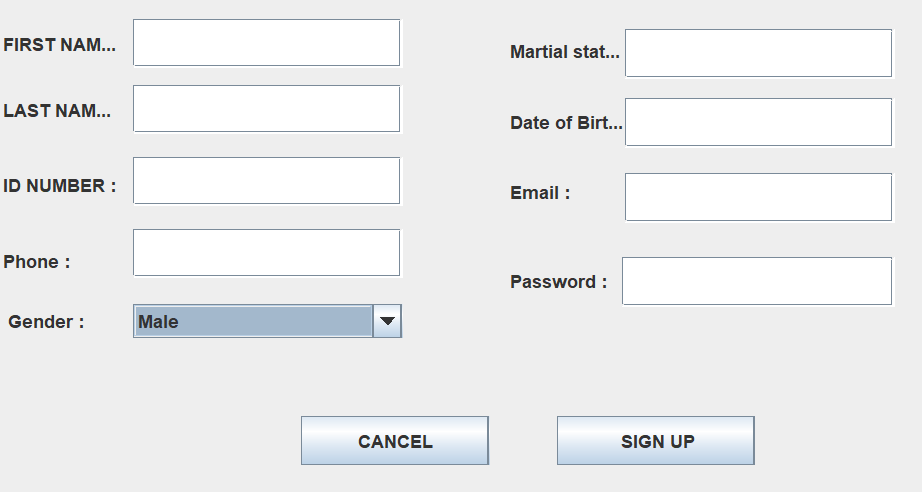 FIRST NAM...
LAST NAM...
ID NUMBER :
Phone :
Gender :
Male
Martial stat...
Date of Birt...
Email :
Password :
CANCEL
SIGN UP